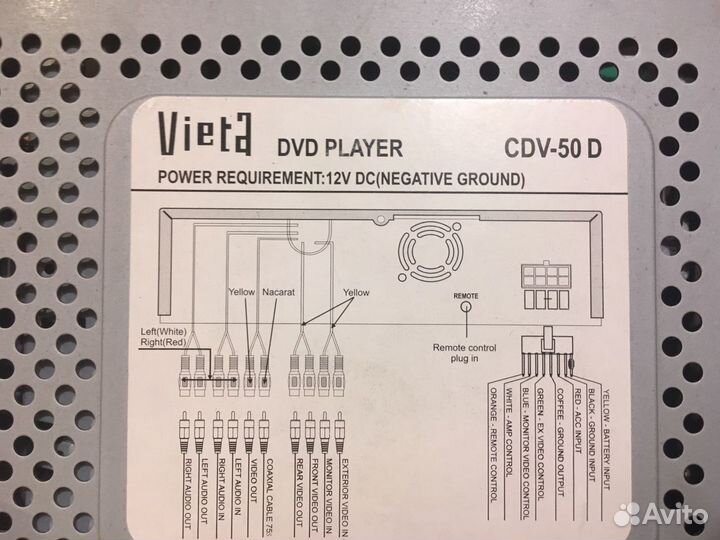 Vieta DVD PLAYER CDV-50 D
POWER REQUIREMENT:12V DC(NEGATIVE GROUND)
Yellow
Nacarat
Yellow
REMOTE
Left(White)
Right(Red)
Remote control
plug in
RIGHT AUDIO OUT
LEFT AUDIO OUT
RIGHT AUDIO IN
LEFT AUDIO IN
VIDEO OUT
COAXIAL CABLE 75
REAR VIDEO OUT
FRONT VIDEO OUT
MONITOR VIDEO IN
EXTERIOR VIDEO IN
ORANGE - REMOTE CONTROL
WHITE - AMP CONTROL
BLUE - MONITOR VIDEO CONTROL
GREEN - EX VIDEO CONTROL
COFFEE - GROUND OUTPUT
RED - ACC INPUT
BLACK - GROUND INPUT
YELLOW - BATTERY INPUT
Avito